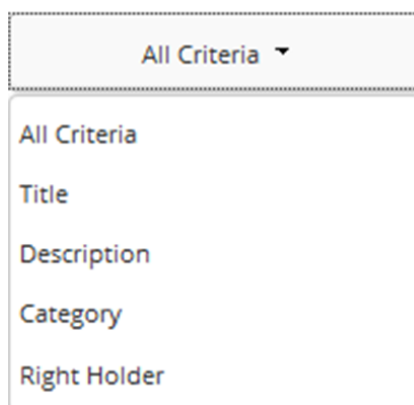 All Criteria
All Criteria
Title
Description
Category
Right Holder